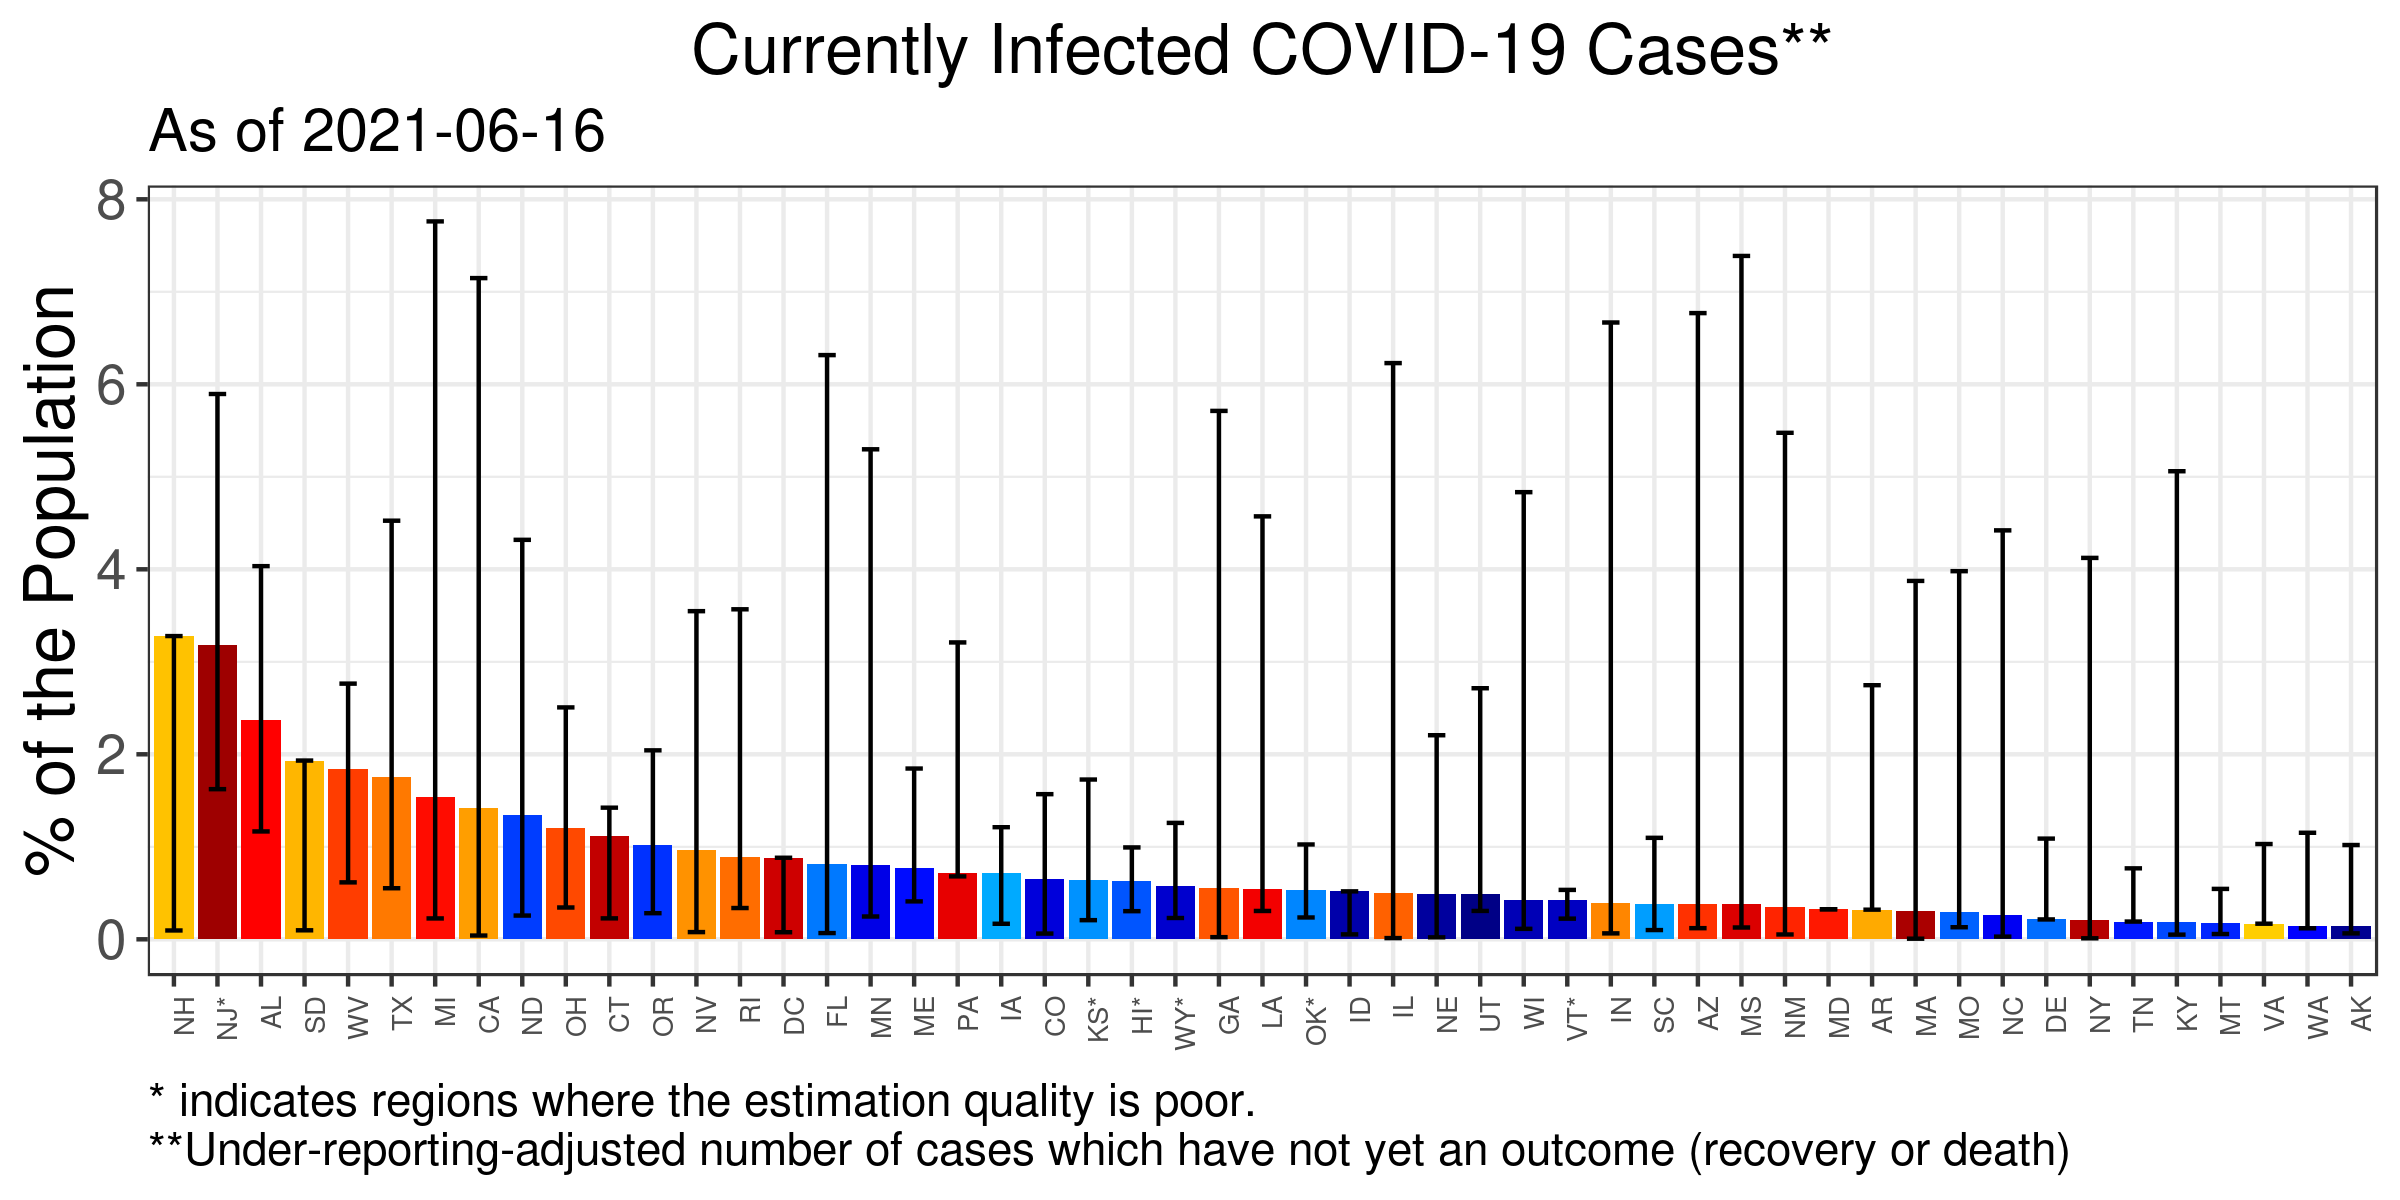 Currently Infected COVID-19 Cases**
As of 2021-06-16
% of the Population
8
6
4
2
0
NH NJ* AL SD WV TX MI CA ND OH CT OR NV RI DC FL MN ME PA IA CO KS* HI* WY* GA LA OK* ID IL NE UT WI VT* IN SC AZ MS NM MD AR MA MO NC DE NY TN KY MT VA WA AK
* indicates regions where the estimation quality is poor.
**Under-reporting-adjusted number of cases which have not yet an outcome (recovery or death)